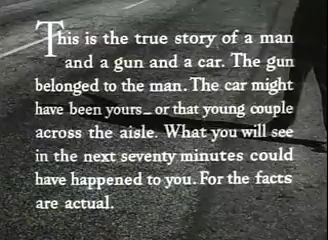 This is the true story of a man
and a gun and a car. The gun
belonged to the man. The car might
have been yours—or that young couple
across the aisle. What you will see
in the next seventy minutes could
have happened to you. For the facts
are actual.